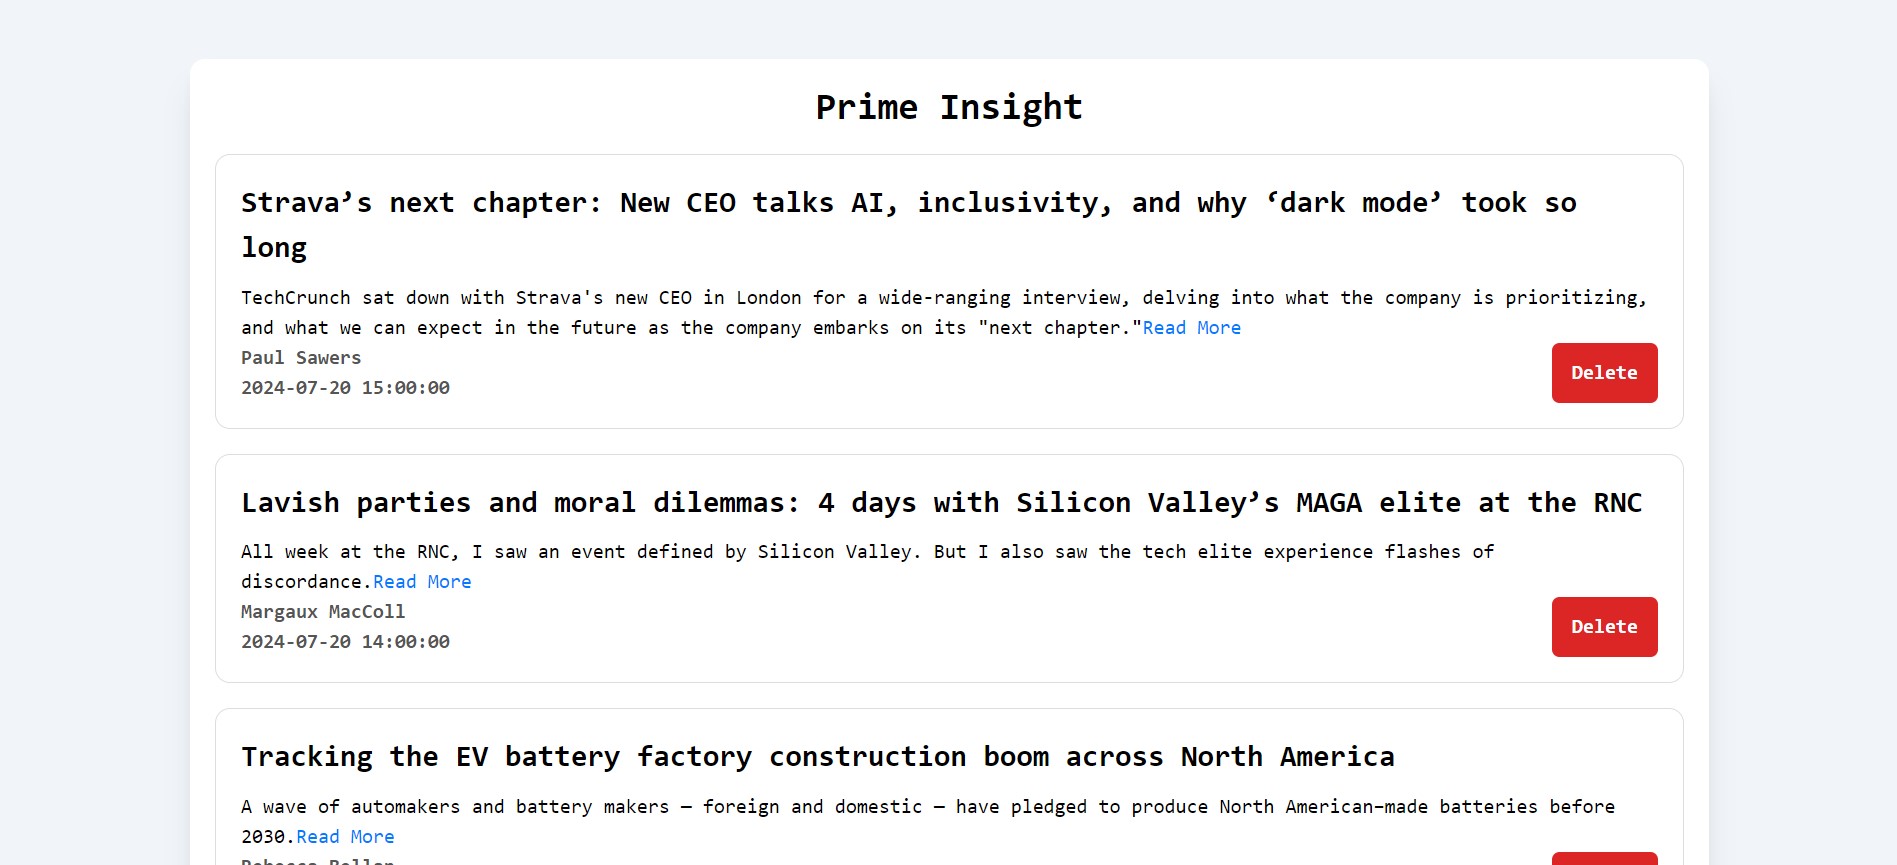 Prime Insight
Strava’s next chapter: New CEO talks AI, inclusivity, and why ‘dark mode’ took so
long
TechCrunch sat down with Strava's new CEO in London for a wide-ranging interview, delving into what the company is prioritizing,
and what we can expect in the future as the company embarks on its "next chapter."Read More
Paul Sawers
2024-07-20 15:00:00
Delete
Lavish parties and moral dilemmas: 4 days with Silicon Valley’s MAGA elite at the RNC
All week at the RNC, I saw an event defined by Silicon Valley. But I also saw the tech elite experience flashes of
discordance.Read More
Margaux MacColl
2024-07-20 14:00:00
Delete
Tracking the EV battery factory construction boom across North America
A wave of automakers and battery makers — foreign and domestic — have pledged to produce North American–made batteries before
2030.Read More